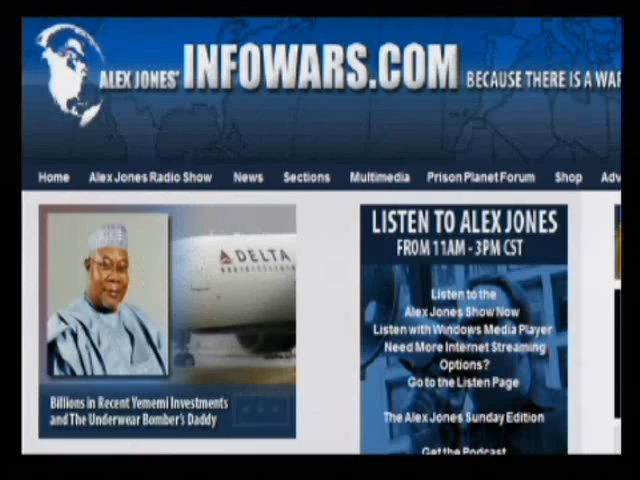 ALEX JONES' INFOWARS.COM BECAUSE THERE IS A WAR
Home Alex Jones Radio Show News Sections Multimedia Prison Planet Forum Shop Adv
DELTA
Billions in Recent Yememi Investments
and The Underwear Bomber's Daddy
LISTEN TO ALEX JONES
FROM 11AM - 3PM CST
Listen to the
Alex Jones Show Now
Listen with Windows Media Player
Need More Internet Streaming
Options?
Go to the Listen Page
The Alex Jones Sunday Edition
Get the Podcast